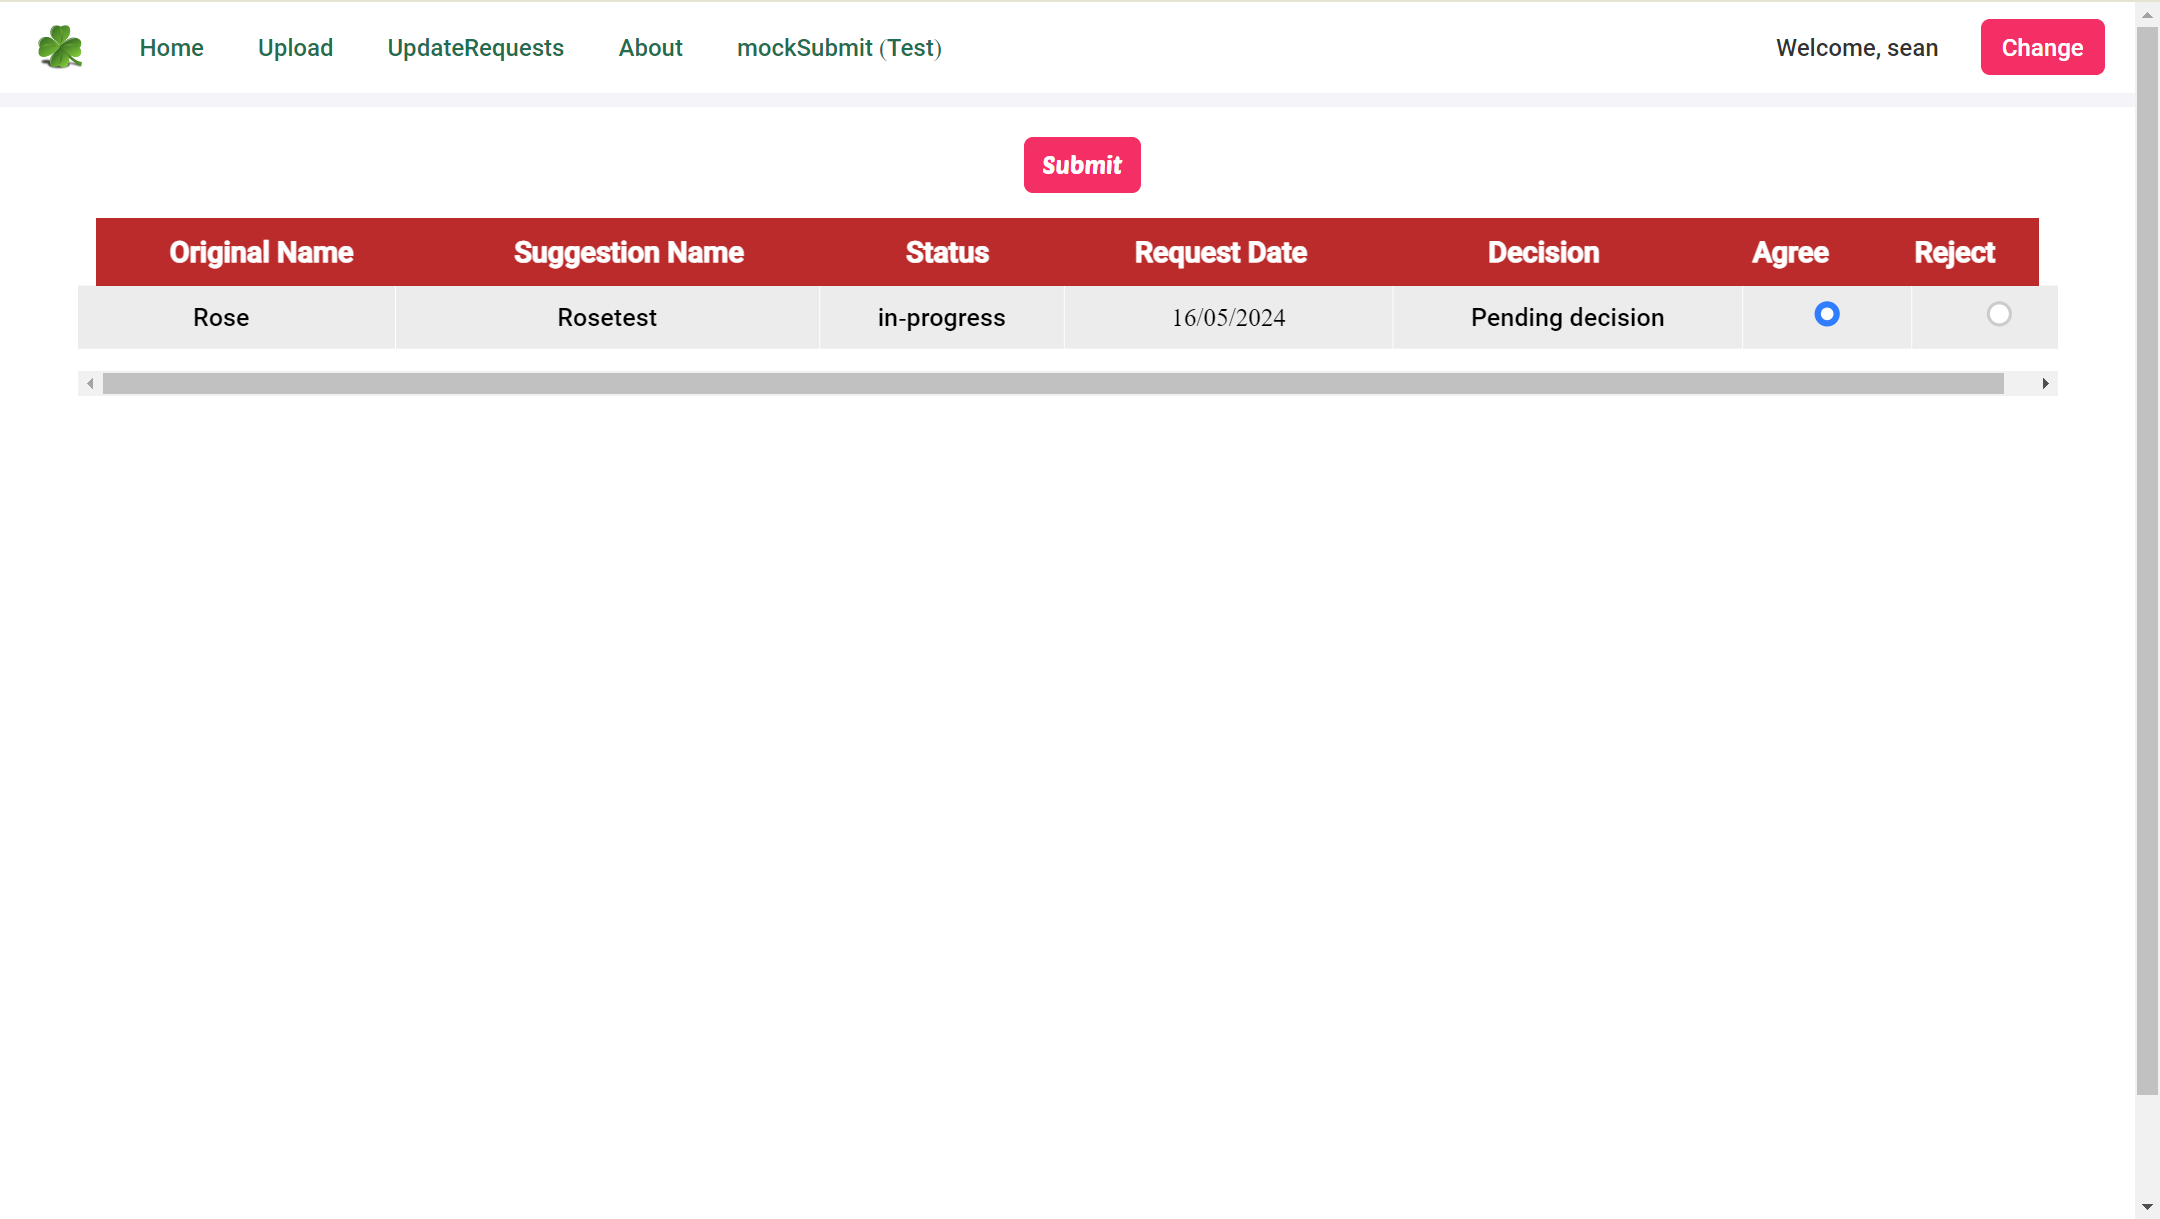 Home Upload UpdateRequests About mockSubmit (Test) Welcome, sean Change
Submit
Original Name Suggestion Name Status Request Date Decision Agree Reject
Rose Rosetest in-progress 16/05/2024 Pending decision